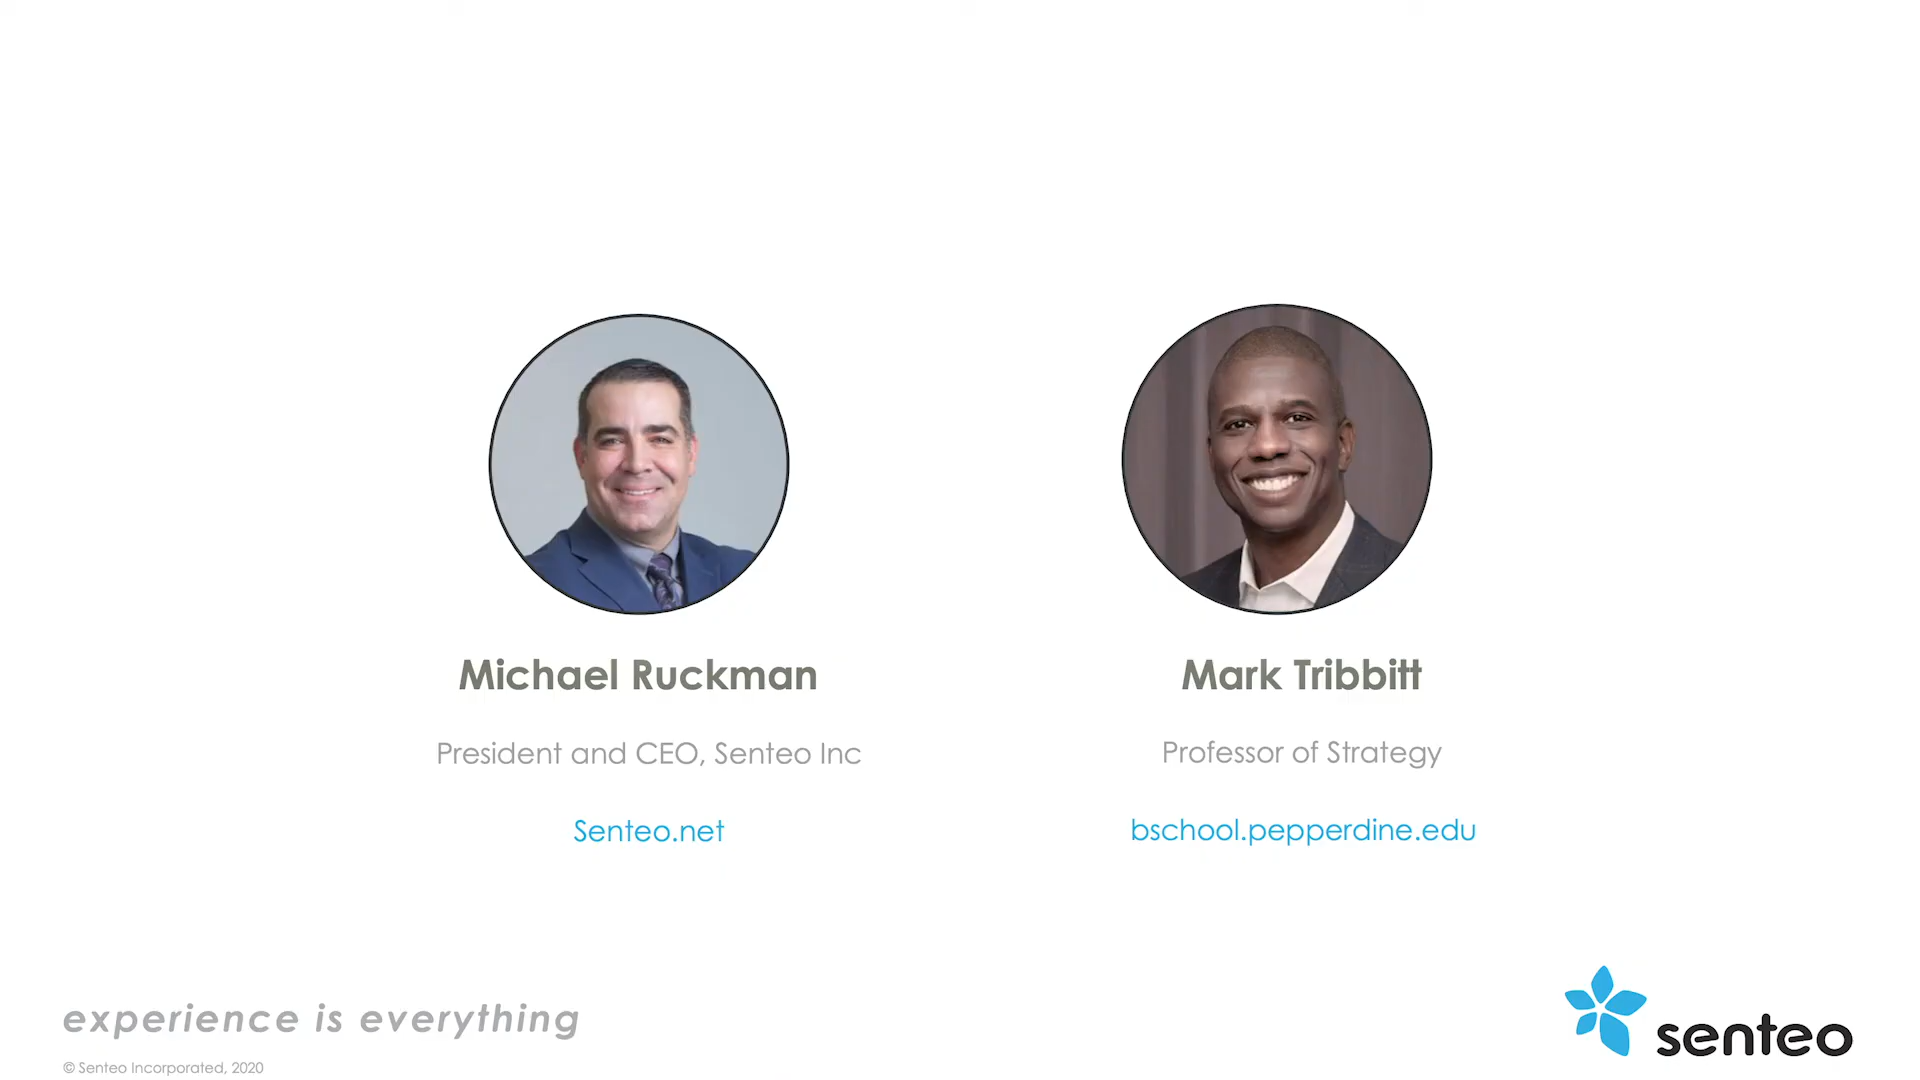 Michael Ruckman
President and CEO, Senteo Inc
Senteo.net
Mark Tribbitt
Professor of Strategy
bschool.pepperdine.edu
experience is everything
© Senteo Incorporated, 2020
senteo